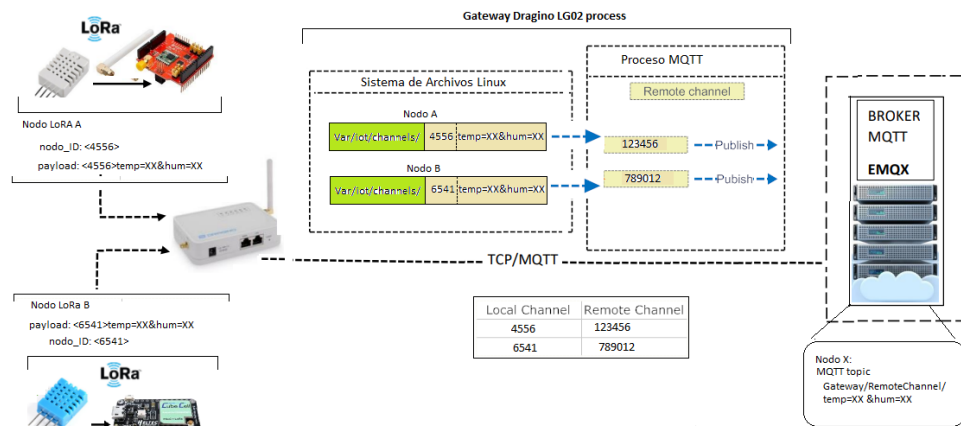 Gateway Dragino LG02 process
LoRa
Nodo LoRA A
node_ID: <4556>
payload: <4556>temp=XX&hum=XX
Sistema de Archivos Linux
Nodo A
Var/iot/channels/ 4556 temp=XX&hum=XX
Nodo B
Var/iot/channels/ 6541 temp=XX&hum=XX
Proceso MQTT
Remote channel
123456
Publish
789012
Pubish
BROKER
MQTT
EMQX
TCP/MQTT
Nodo LoRa B
payload: <6541>temp=XX&hum=XX
node_ID: <6541>
LoRa
Local Channel Remote Channel
4556 123456
6541 789012
Nodo X:
MQTT topic
Gateway/RemoteChannel/
temp=XX &hum=XX